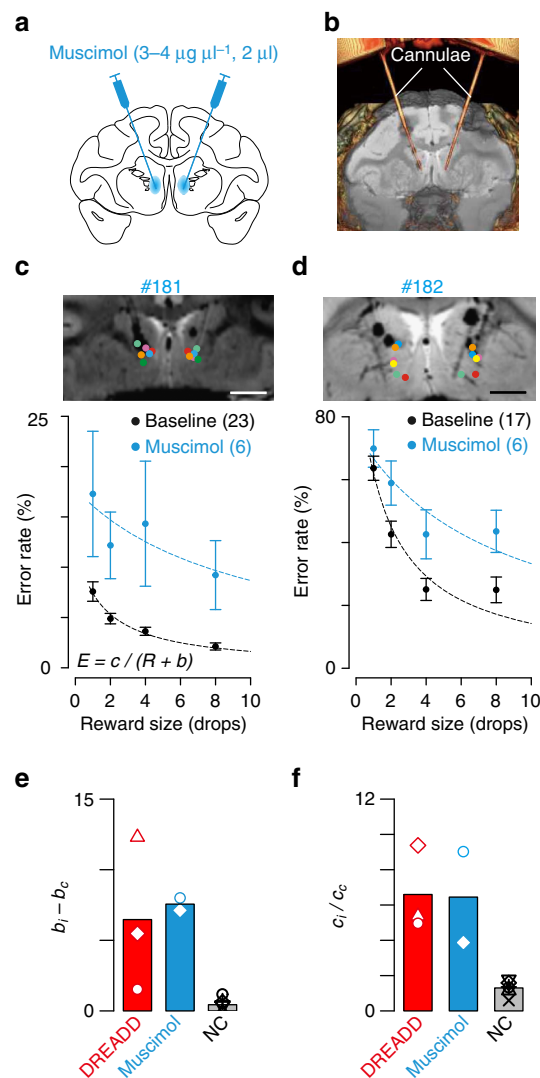 a
Muscimol (3–4 μg μl⁻¹, 2 μl)
b
Cannulae
c
#181
25
Baseline (23)
Muscimol (6)
Error rate (%)
0
E = c / (R + b)
0 2 4 6 8 10
Reward size (drops)
d
#182
80
Baseline (17)
Muscimol (6)
Error rate (%)
0
0 2 4 6 8 10
Reward size (drops)
e
15
bᵢ – b_c
0
DREADD
Muscimol
NC
f
12
cᵢ / c_c
0
DREADD
Muscimol
NC